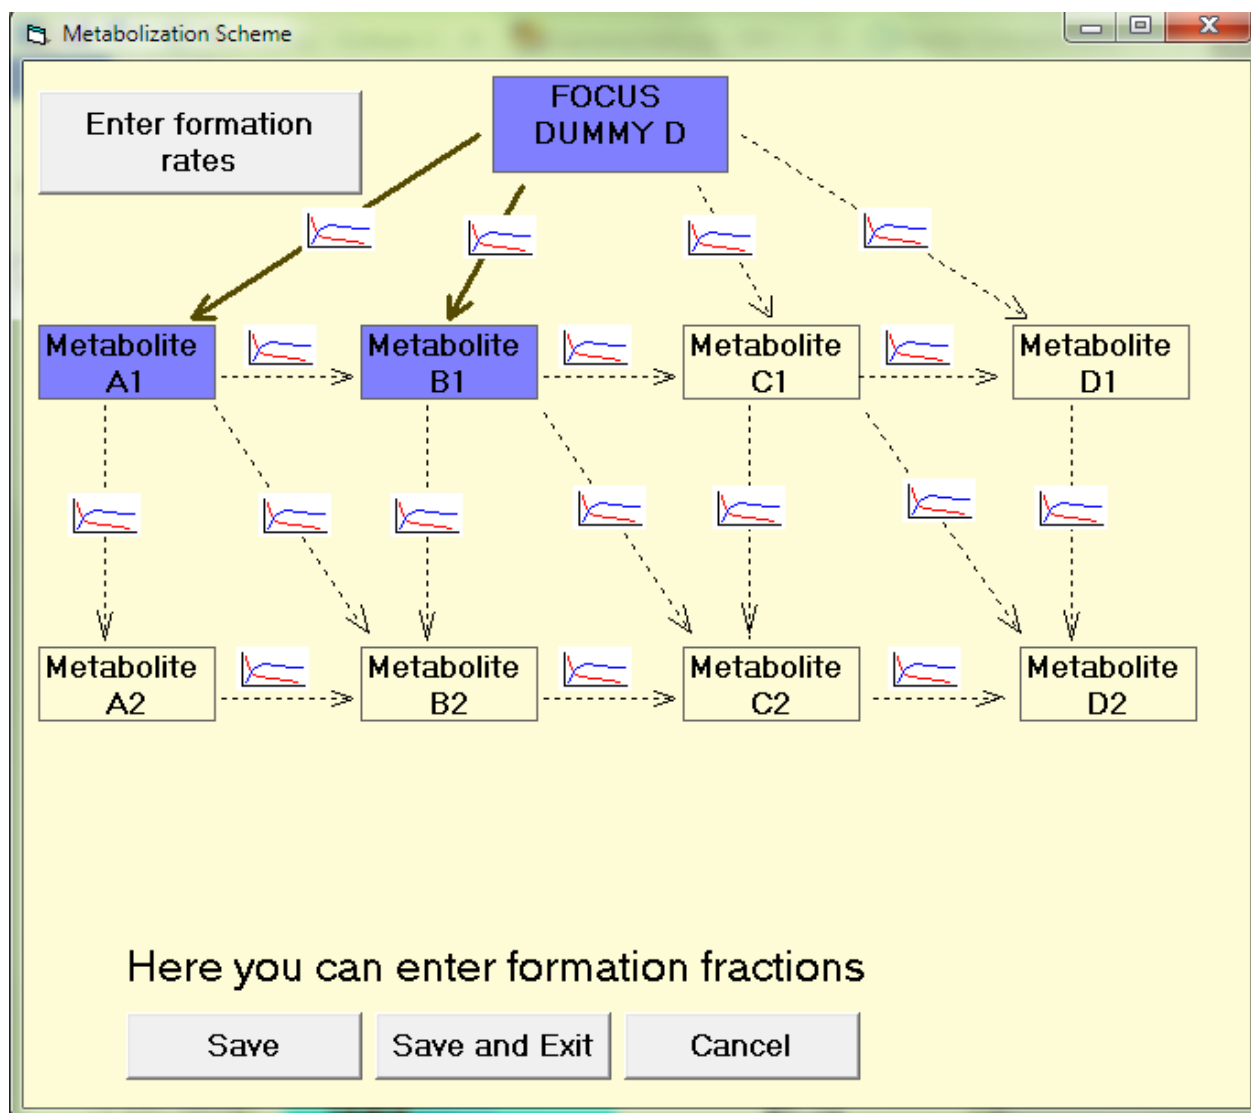 Metabolization Scheme
Enter formation
rates
FOCUS
DUMMY D
Metabolite
A1
Metabolite
B1
Metabolite
C1
Metabolite
D1
Metabolite
A2
Metabolite
B2
Metabolite
C2
Metabolite
D2
Here you can enter formation fractions
Save
Save and Exit
Cancel